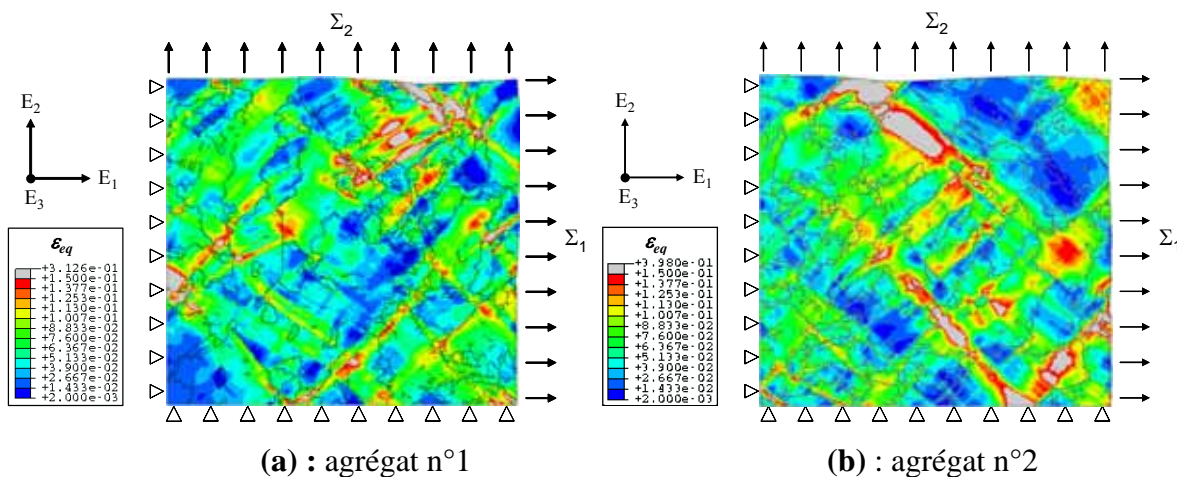 Σ2
E2
E1
E3
Σ1
εeq
+3.126e-01
+1.500e-01
+1.377e-01
+1.253e-01
+1.130e-01
+1.007e-01
+8.833e-02
+7.600e-02
+6.367e-02
+5.133e-02
+3.900e-02
+2.667e-02
+1.433e-02
+2.000e-03
(a) : agrégat n°1
Σ2
E2
E1
E3
Σ1
εeq
+3.980e-01
+1.500e-01
+1.377e-01
+1.253e-01
+1.130e-01
+1.007e-01
+8.833e-02
+7.600e-02
+6.367e-02
+5.133e-02
+3.900e-02
+2.667e-02
+1.433e-02
+2.000e-03
(b) : agrégat n°2